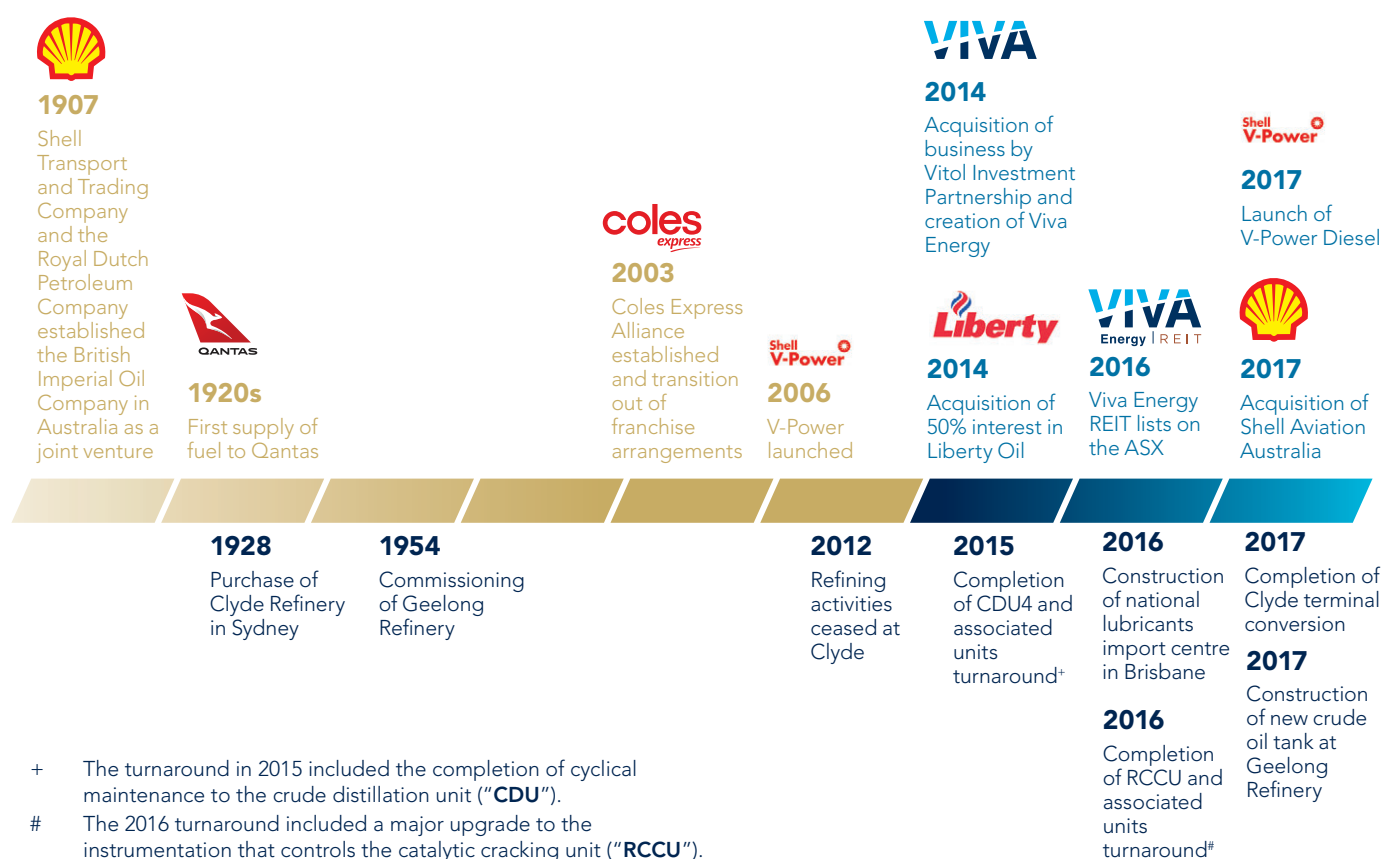 1907
Shell
Transport
and Trading
Company
and the
Royal Dutch
Petroleum
Company
established
the British
Imperial Oil
Company in
Australia as a
joint venture
QANTAS
1920s
First supply of
fuel to Qantas
coles
express
2003
Coles Express
Alliance
established
and transition
out of
franchise
arrangements
Shell
V-Power
2006
V-Power
launched
VIVA
2014
Acquisition of
business by
Vitol Investment
Partnership and
creation of Viva
Energy
Liberty
2014
Acquisition of
50% interest in
Liberty Oil
VIVA
Energy | REIT
2016
Viva Energy
REIT lists on
the ASX
Shell
V-Power
2017
Launch of
V-Power Diesel
2017
Acquisition of
Shell Aviation
Australia
1928
Purchase of
Clyde Refinery
in Sydney
1954
Commissioning
of Geelong
Refinery
2012
Refining
activities
ceased at
Clyde
2015
Completion
of CDU4 and
associated
units
turnaround+
2016
Construction
of national
lubricants
import centre
in Brisbane
2016
Completion
of RCCU and
associated
units
turnaround#
2017
Completion of
Clyde terminal
conversion
2017
Construction
of new crude
oil tank at
Geelong
Refinery
+ The turnaround in 2015 included the completion of cyclical
maintenance to the crude distillation unit (“CDU”).
# The 2016 turnaround included a major upgrade to the
instrumentation that controls the catalytic cracking unit (“RCCU”).